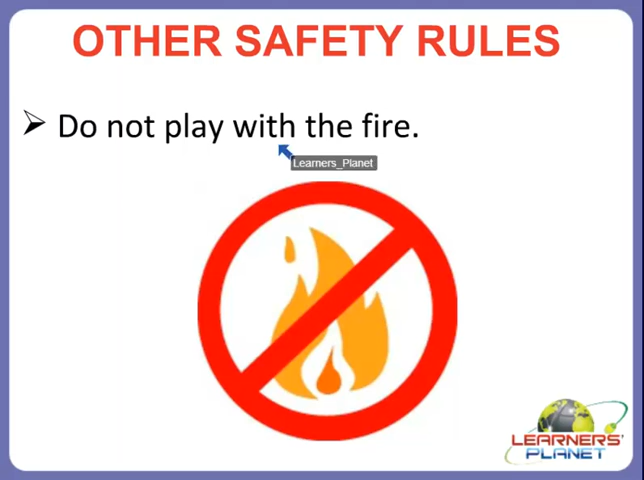 OTHER SAFETY RULES
➢ Do not play with the fire.
Learners_Planet
LEARNERS'
PLANET